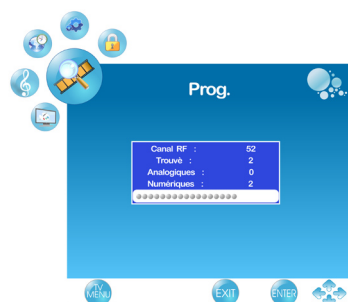 Prog.
Canal RF : 52
Trouvè : 2
Analogiques : 0
Numériques : 2
TV MENU
EXIT
ENTER